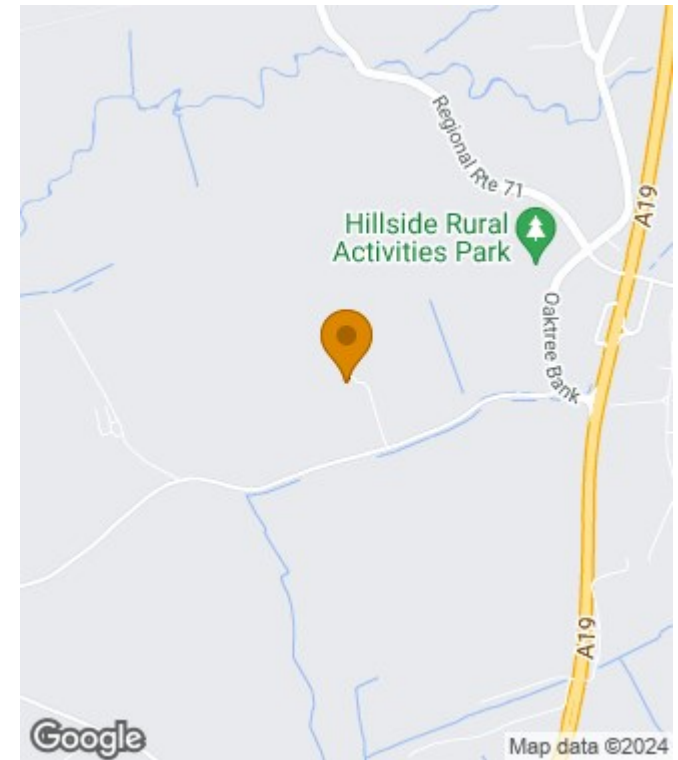 Regional Rte 71
A19
Hillside Rural
Activities Park
Oaktree Bank
A19
Google
Map data ©2024